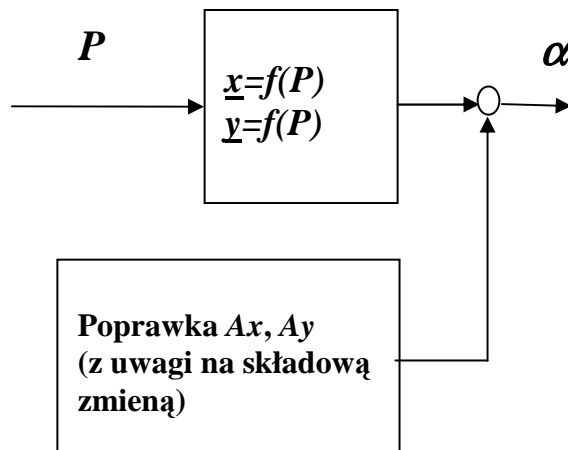 P
α
x=f(P)
y=f(P)
Poprawka Ax, Ay
(z uwagi na składową
zmieną)